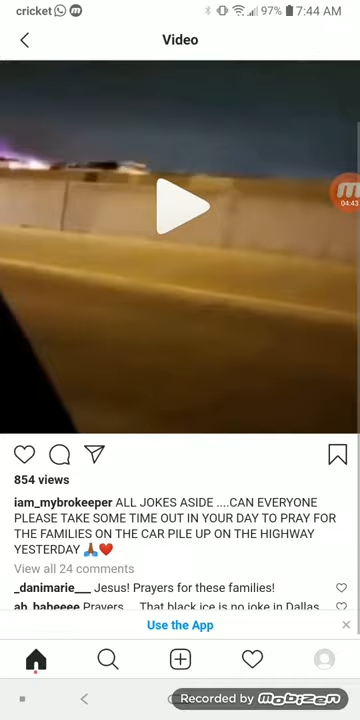 cricket 97% 7:44 AM
Video
04:43
854 views
iam_mybrokeeper ALL JOKES ASIDE ....CAN EVERYONE
PLEASE TAKE SOME TIME OUT IN YOUR DAY TO PRAY FOR
THE FAMILIES ON THE CAR PILE UP ON THE HIGHWAY
YESTERDAY 🙏🏾❤️
View all 24 comments
_danimarie___ Jesus! Prayers for these families!
ab_babeeee Prayers... That black ice is no joke in Dallas
Use the App
Recorded by mobizen